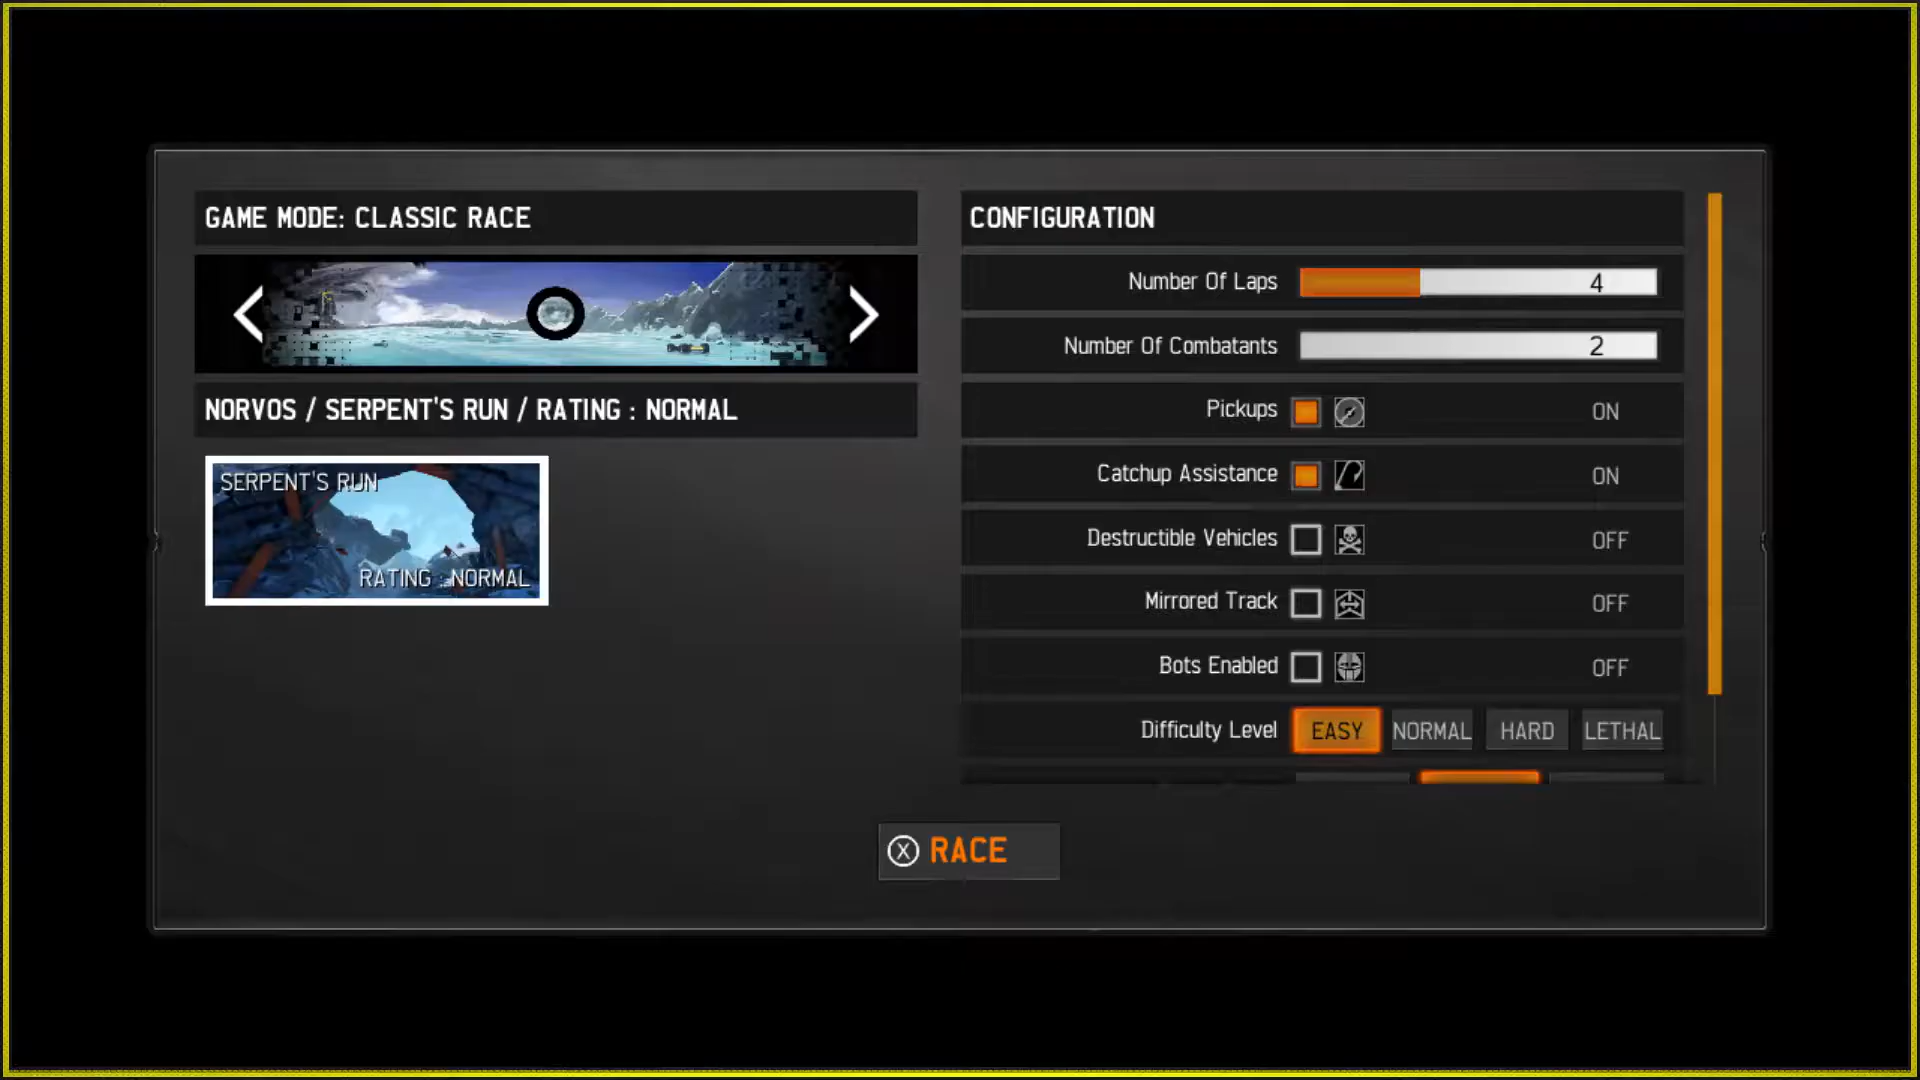 GAME MODE: CLASSIC RACE
NORVOS / SERPENT'S RUN / RATING : NORMAL
SERPENT'S RUN
RATING : NORMAL
CONFIGURATION
Number Of Laps 4
Number Of Combatants 2
Pickups ON
Catchup Assistance ON
Destructible Vehicles OFF
Mirrored Track OFF
Bots Enabled OFF
Difficulty Level EASY NORMAL HARD LETHAL
X RACE